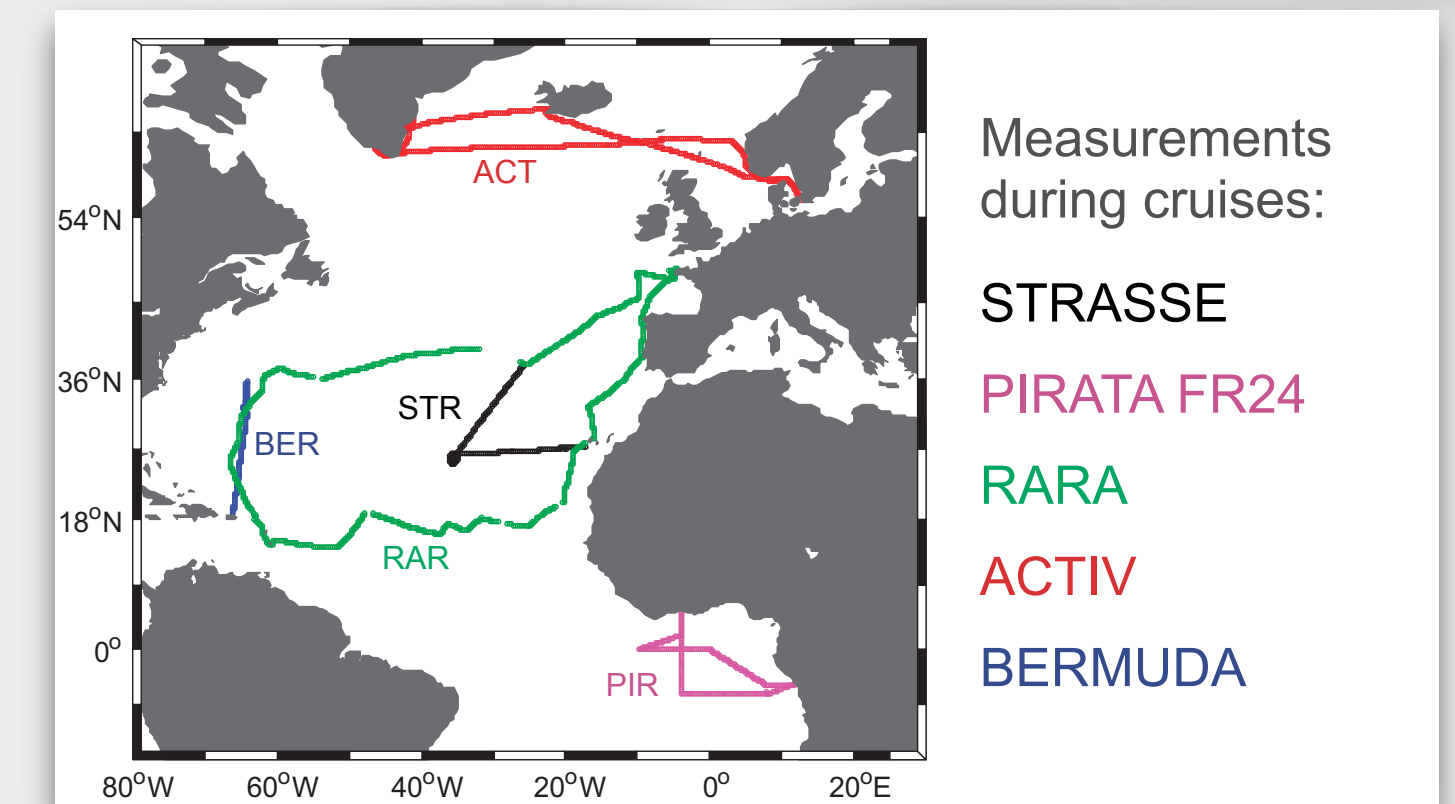 ACT
STR
BER
RAR
PIR
54°N
36°N
18°N
0°
80°W 60°W 40°W 20°W 0° 20°E
Measurements
during cruises:
STRASSE
PIRATA FR24
RARA
ACTIV
BERMUDA